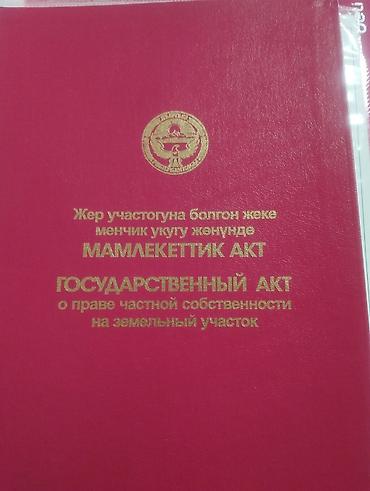 Жер участогуна болгон жеке
менчик укугу жөнүндө
МАМЛЕКЕТТИК АКТ
ГОСУДАРСТВЕННЫЙ АКТ
о праве частной собственности
на земельный участок